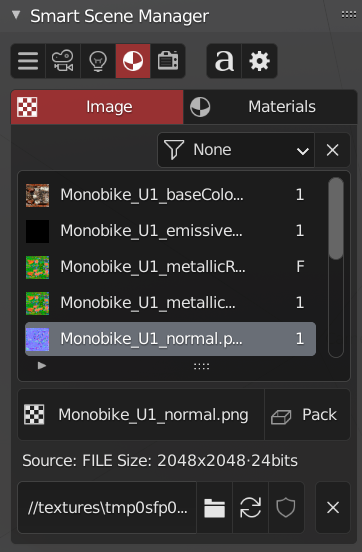 Smart Scene Manager
a
Image Materials
None
Monobike_U1_baseColo... 1
Monobike_U1_emissive... 1
Monobike_U1_metallicR... F
Monobike_U1_metallic... 1
Monobike_U1_normal.p... 1
Monobike_U1_normal.png Pack
Source: FILE Size: 2048x2048·24bits
//textures\tmp0sfp0...